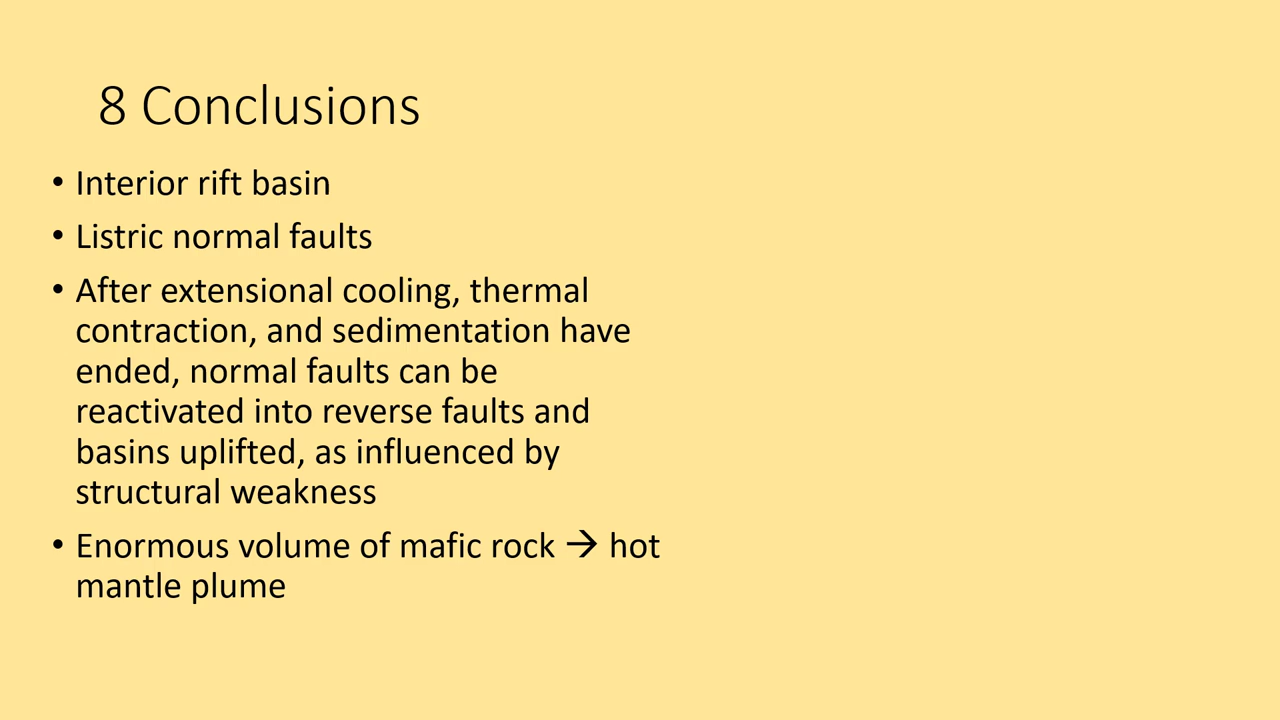 8 Conclusions
• Interior rift basin
• Listric normal faults
• After extensional cooling, thermal
contraction, and sedimentation have
ended, normal faults can be
reactivated into reverse faults and
basins uplifted, as influenced by
structural weakness
• Enormous volume of mafic rock → hot
mantle plume